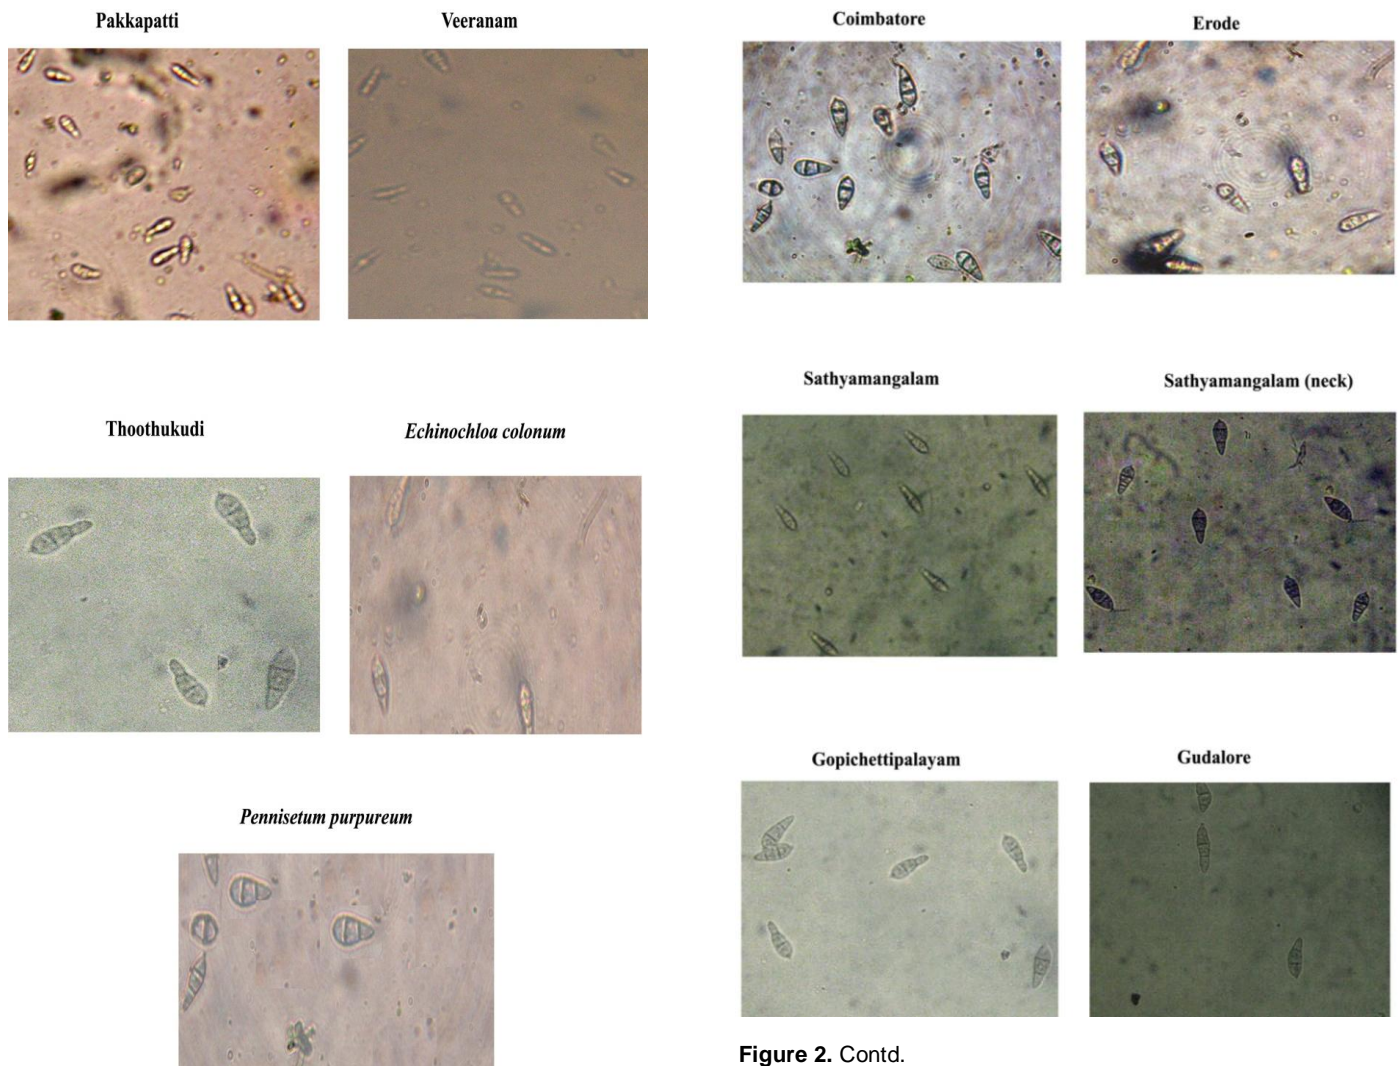 Pakkapatti
Veeranam
Thoothukudi
Echinochloa colonum
Pennisetum purpureum
Coimbatore
Erode
Sathyamangalam
Sathyamangalam (neck)
Gopichettipalayam
Gudalore
Figure 2. Contd.